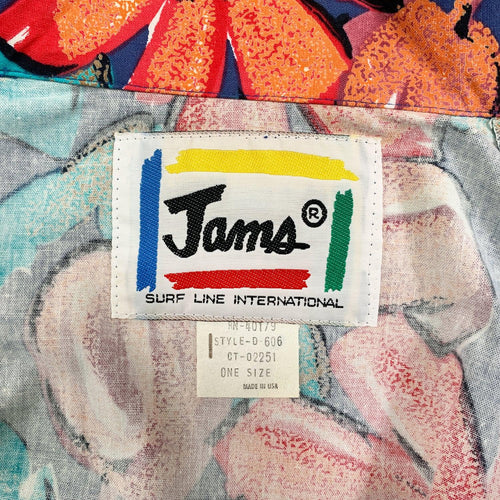 Jams ®
SURF LINE INTERNATIONAL
RN-40179
STYLE-D-606
CT-02251
ONE SIZE
MADE IN USA